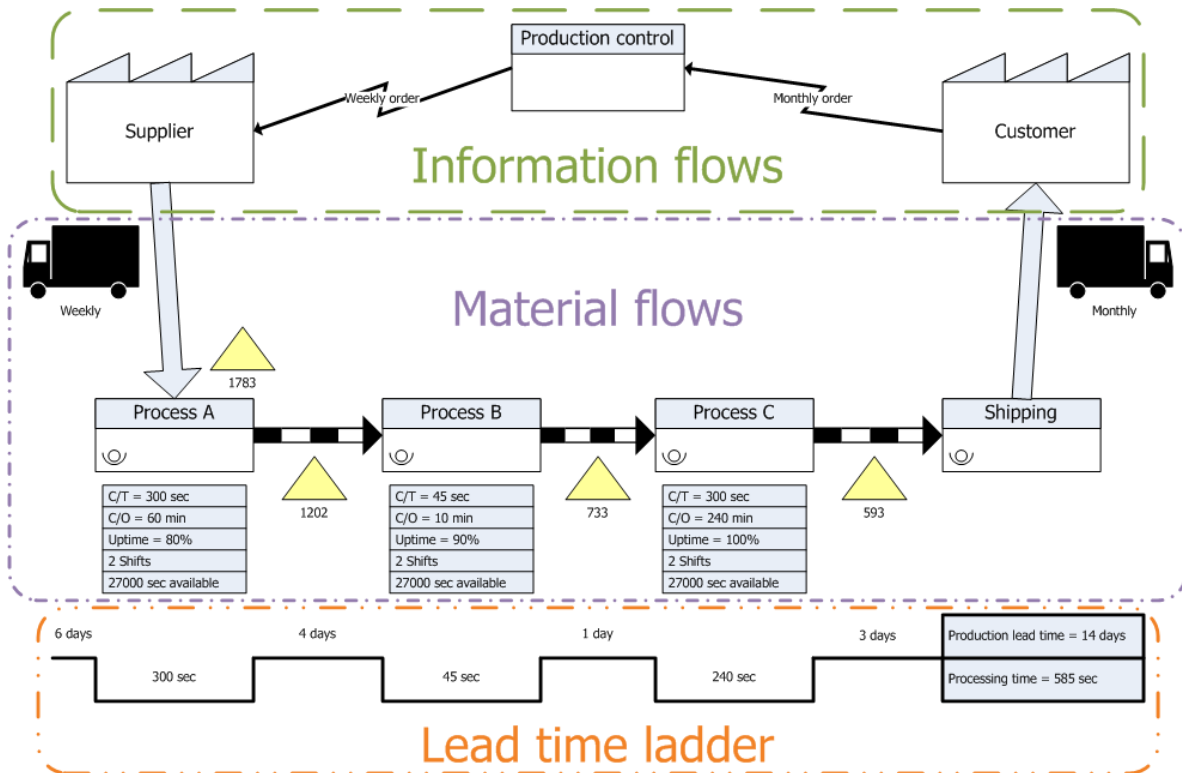 Production control
Weekly order
Monthly order
Supplier
Customer
Information flows
Weekly
Material flows
Monthly
1783
Process A
Process B
Process C
Shipping
1202
733
593
C/T = 300 sec
C/O = 60 min
Uptime = 80%
2 Shifts
27000 sec available
C/T = 45 sec
C/O = 10 min
Uptime = 90%
2 Shifts
27000 sec available
C/T = 300 sec
C/O = 240 min
Uptime = 100%
2 Shifts
27000 sec available
6 days
4 days
1 day
3 days
Production lead time = 14 days
300 sec
45 sec
240 sec
Processing time = 585 sec
Lead time ladder